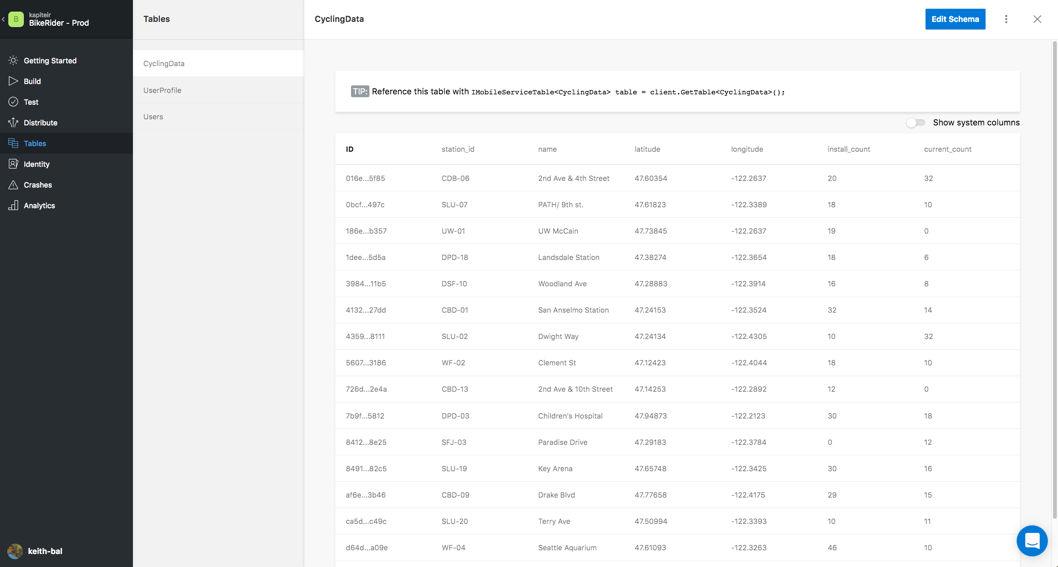 B
kapiteir
BikeRider - Prod
Getting Started
Build
Test
Distribute
Tables
Identity
Crashes
Analytics
keith-bal
Tables
CyclingData
UserProfile
Users
CyclingData
Edit Schema
TIP: Reference this table with IMobileServiceTable<CyclingData> table = client.GetTable<CyclingData>();
Show system columns
ID station_id name latitude longitude install_count current_count
016e...5f85 CDB-06 2nd Ave & 4th Street 47.60354 -122.2637 20 32
0bcf...497c SLU-07 PATH/ 9th st. 47.61823 -122.3389 18 10
186e...b357 UW-01 UW McCain 47.73845 -122.2637 19 0
1dee...5d5a DPD-18 Landsdale Station 47.38274 -122.3654 18 6
3984...11b5 DSF-10 Woodland Ave 47.28883 -122.3914 16 8
4132...27dd CBD-01 San Anselmo Station 47.24153 -122.3524 32 14
4359...8111 SLU-02 Dwight Way 47.24134 -122.4305 10 32
5607...3186 WF-02 Clement St 47.12423 -122.4044 18 10
726d...2e4a CBD-13 2nd Ave & 10th Street 47.14253 -122.2892 12 0
7b9f...5812 DPD-03 Children's Hospital 47.94873 -122.2123 30 18
8412...8e25 SFJ-03 Paradise Drive 47.29183 -122.3784 0 12
8491...82c5 SLU-19 Key Arena 47.65748 -122.3425 30 16
af6e...3b46 CBD-09 Drake Blvd 47.77658 -122.4175 29 15
ca5d...c49c SLU-20 Terry Ave 47.50994 -122.3393 10 11
d64d...a09e WF-04 Seattle Aquarium 47.61093 -122.3263 46 10